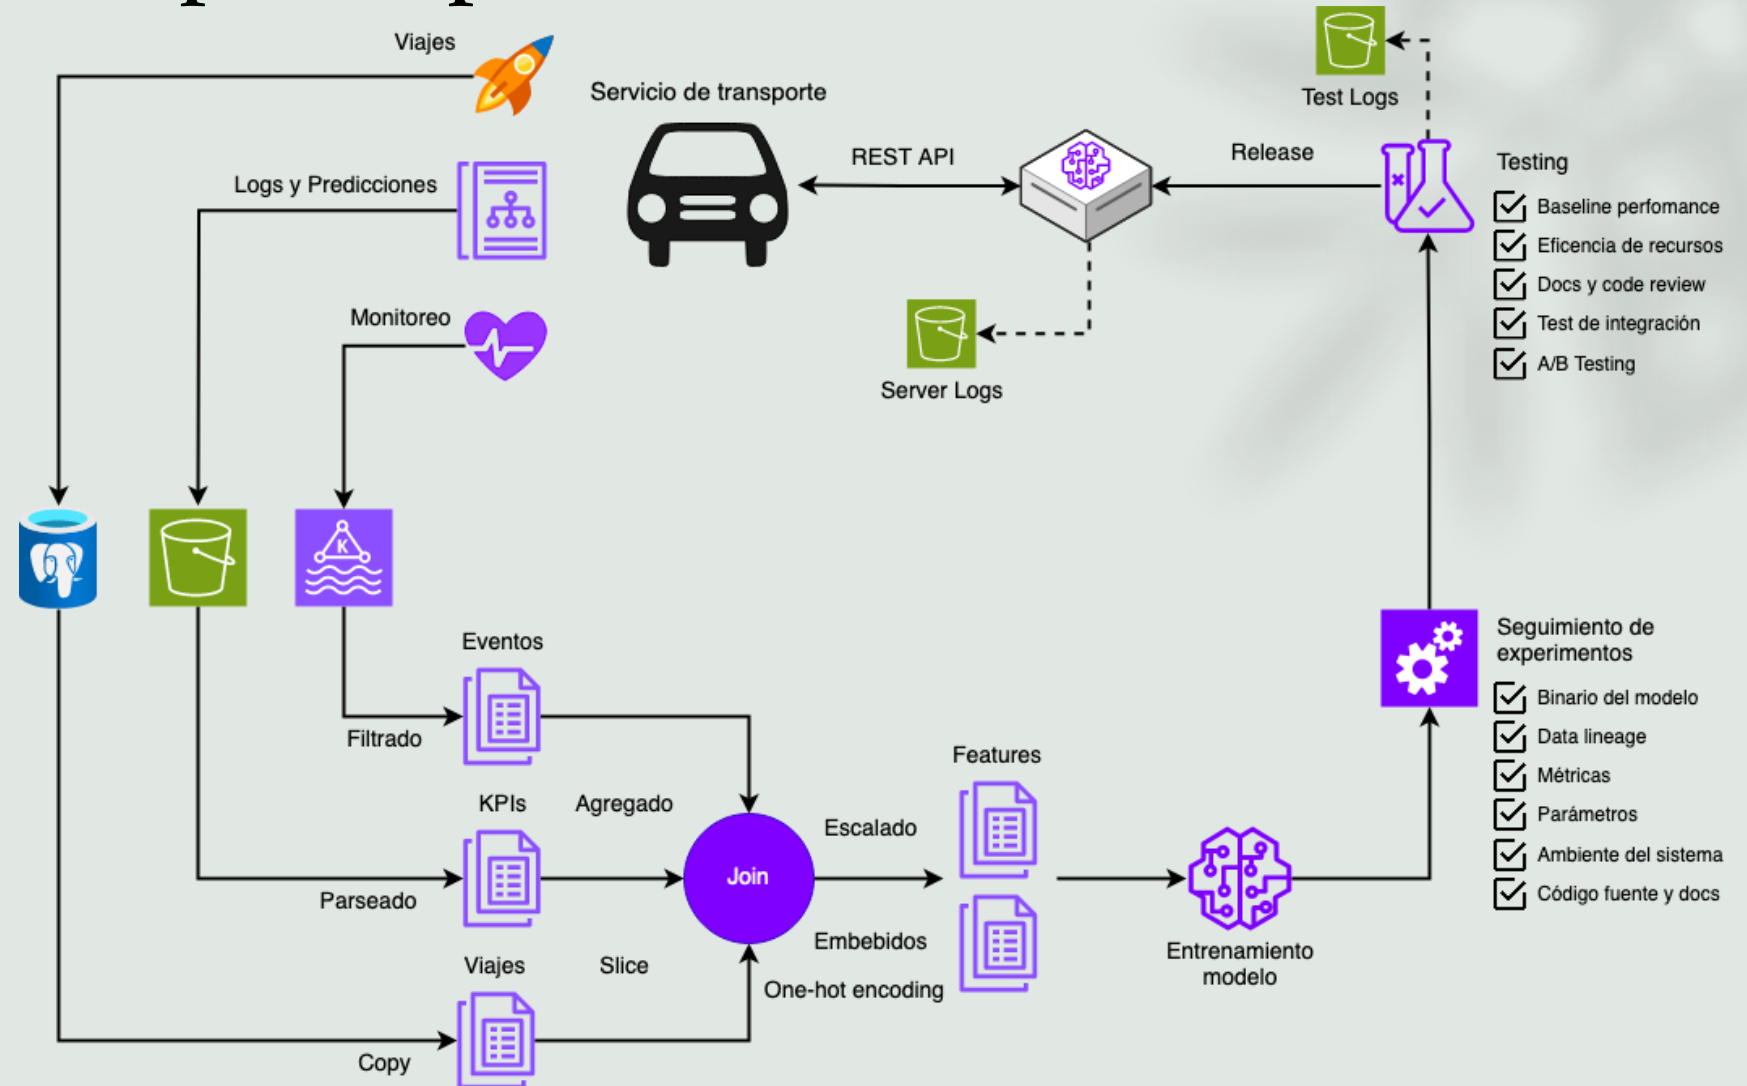 Viajes
Servicio de transporte
Test Logs
REST API
Release
Testing
Logs y Predicciones
Baseline perfomance
Eficencia de recursos
Docs y code review
Test de integración
A/B Testing
Monitoreo
Server Logs
K
Eventos
Filtrado
Seguimiento de
experimentos
Binario del modelo
Data lineage
Métricas
Parámetros
Ambiente del sistema
Código fuente y docs
Features
KPIs
Agregado
Escalado
Join
Parseado
Embebidos
Entrenamiento
modelo
Viajes
Slice
One-hot encoding
Copy